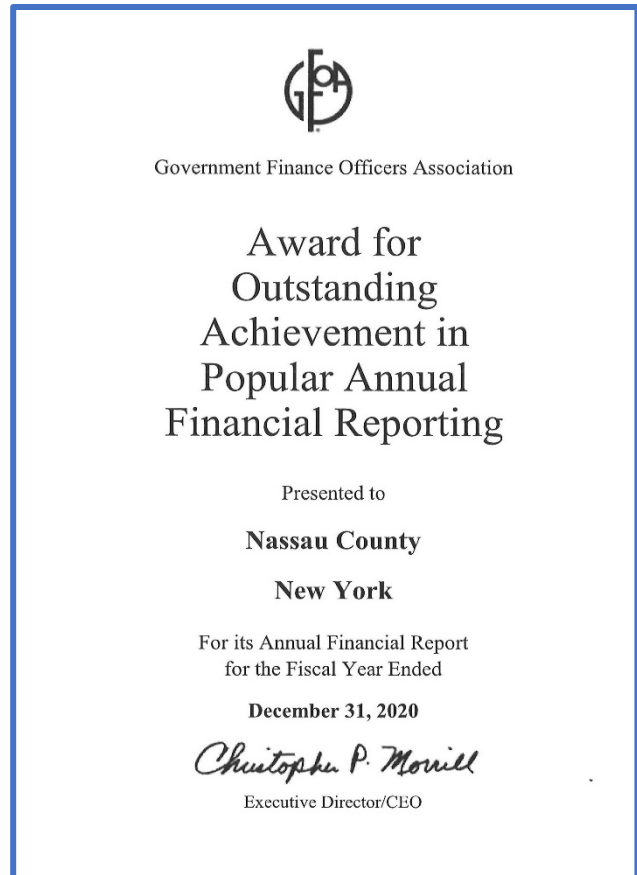 GFOA
Government Finance Officers Association
Award for
Outstanding
Achievement in
Popular Annual
Financial Reporting
Presented to
Nassau County
New York
For its Annual Financial Report
for the Fiscal Year Ended
December 31, 2020
Christopher P. Morrill
Executive Director/CEO